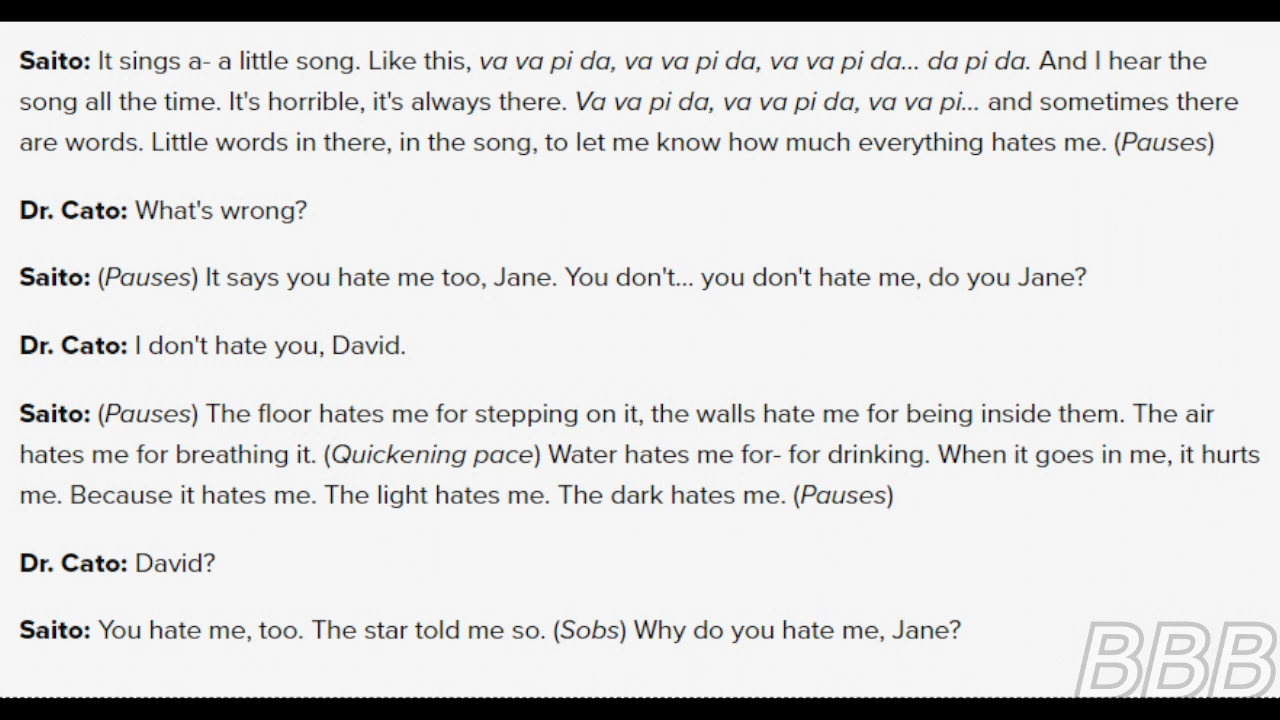 Saito: It sings a- a little song. Like this, va va pi da, va va pi da, va va pi da... da pi da. And I hear the
song all the time. It's horrible, it's always there. Va va pi da, va va pi da, va va pi... and sometimes there
are words. Little words in there, in the song, to let me know how much everything hates me. (Pauses)
Dr. Cato: What's wrong?
Saito: (Pauses) It says you hate me too, Jane. You don't... you don't hate me, do you Jane?
Dr. Cato: I don't hate you, David.
Saito: (Pauses) The floor hates me for stepping on it, the walls hate me for being inside them. The air
hates me for breathing it. (Quickening pace) Water hates me for- for drinking. When it goes in me, it hurts
me. Because it hates me. The light hates me. The dark hates me. (Pauses)
Dr. Cato: David?
Saito: You hate me, too. The star told me so. (Sobs) Why do you hate me, Jane?
BBB